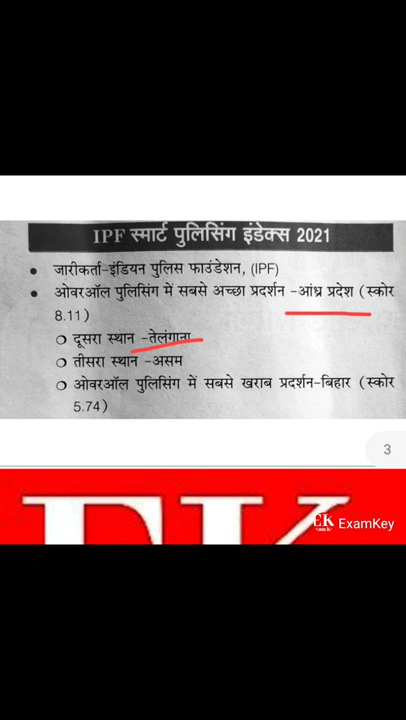 IPF स्मार्ट पुलिसिंग इंडेक्स 2021
• जारीकर्ता–इंडियन पुलिस फाउंडेशन, (IPF)
• ओवरऑल पुलिसिंग में सबसे अच्छा प्रदर्शन –आंध्र प्रदेश (स्कोर
8.11)
○ दूसरा स्थान –तेलंगाना
○ तीसरा स्थान –असम
○ ओवरऑल पुलिसिंग में सबसे खराब प्रदर्शन–बिहार (स्कोर
5.74)
3
EK ExamKey